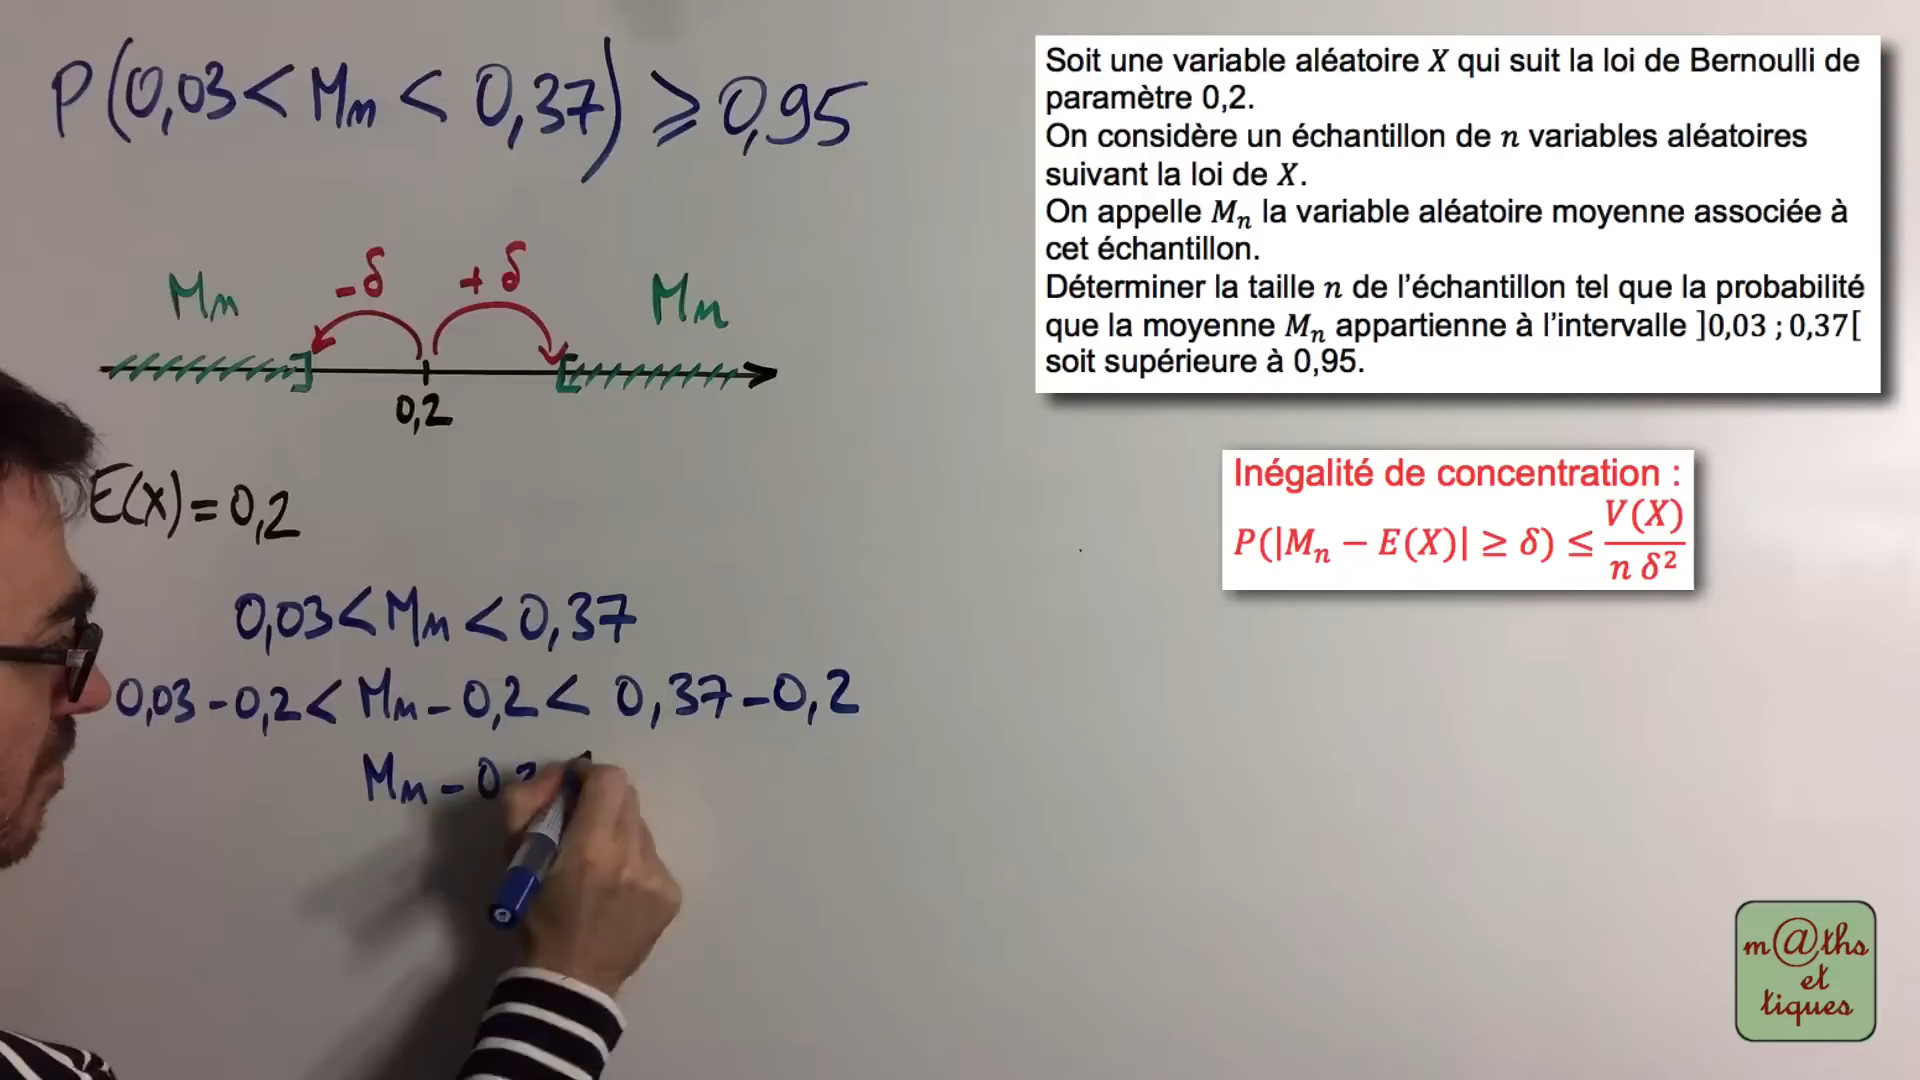 P(0,03 < Mn < 0,37) ⩾ 0,95
Mn - δ + δ Mn
0,2
E(X) = 0,2
0,03 < Mn < 0,37
0,03 - 0,2 < Mn - 0,2 < 0,37 - 0,2
Mn - 0,2
Soit une variable aléatoire X qui suit la loi de Bernoulli de
paramètre 0,2.
On considère un échantillon de n variables aléatoires
suivant la loi de X.
On appelle Mn la variable aléatoire moyenne associée à
cet échantillon.
Déterminer la taille n de l'échantillon tel que la probabilité
que la moyenne Mn appartienne à l'intervalle ]0,03 ; 0,37[
soit supérieure à 0,95.
Inégalité de concentration :
P(|Mn − E(X)| ≥ δ) ≤ V(X) / n δ²
m@ths
et
tiques